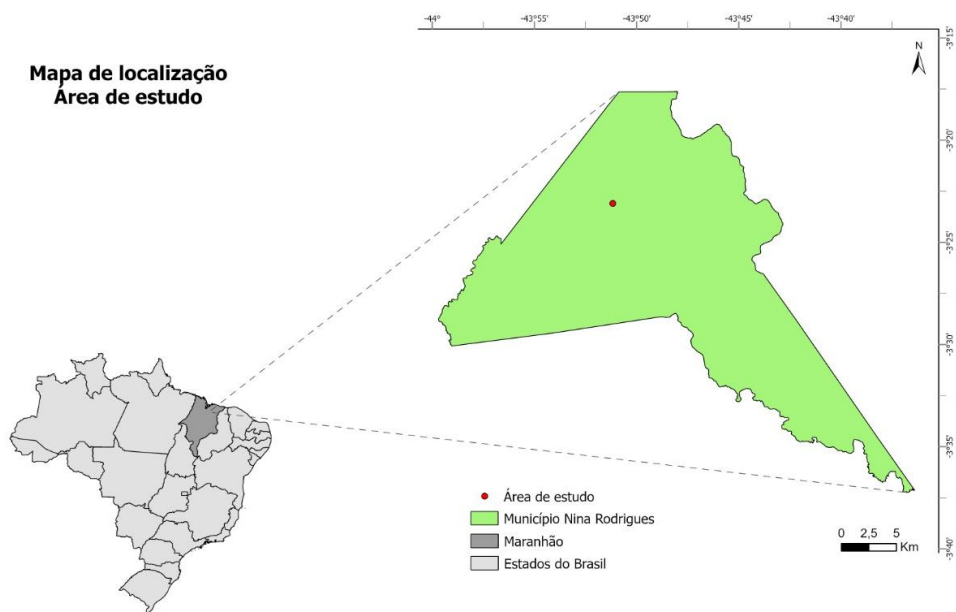 Mapa de localização
Área de estudo
-44°
-43°55'
-43°50'
-43°45'
-43°40'
-3°15'
N
-3°20'
-3°25'
-3°30'
-3°35'
-3°40'
Área de estudo
Município Nina Rodrigues
Maranhão
Estados do Brasil
0 2,5 5
Km